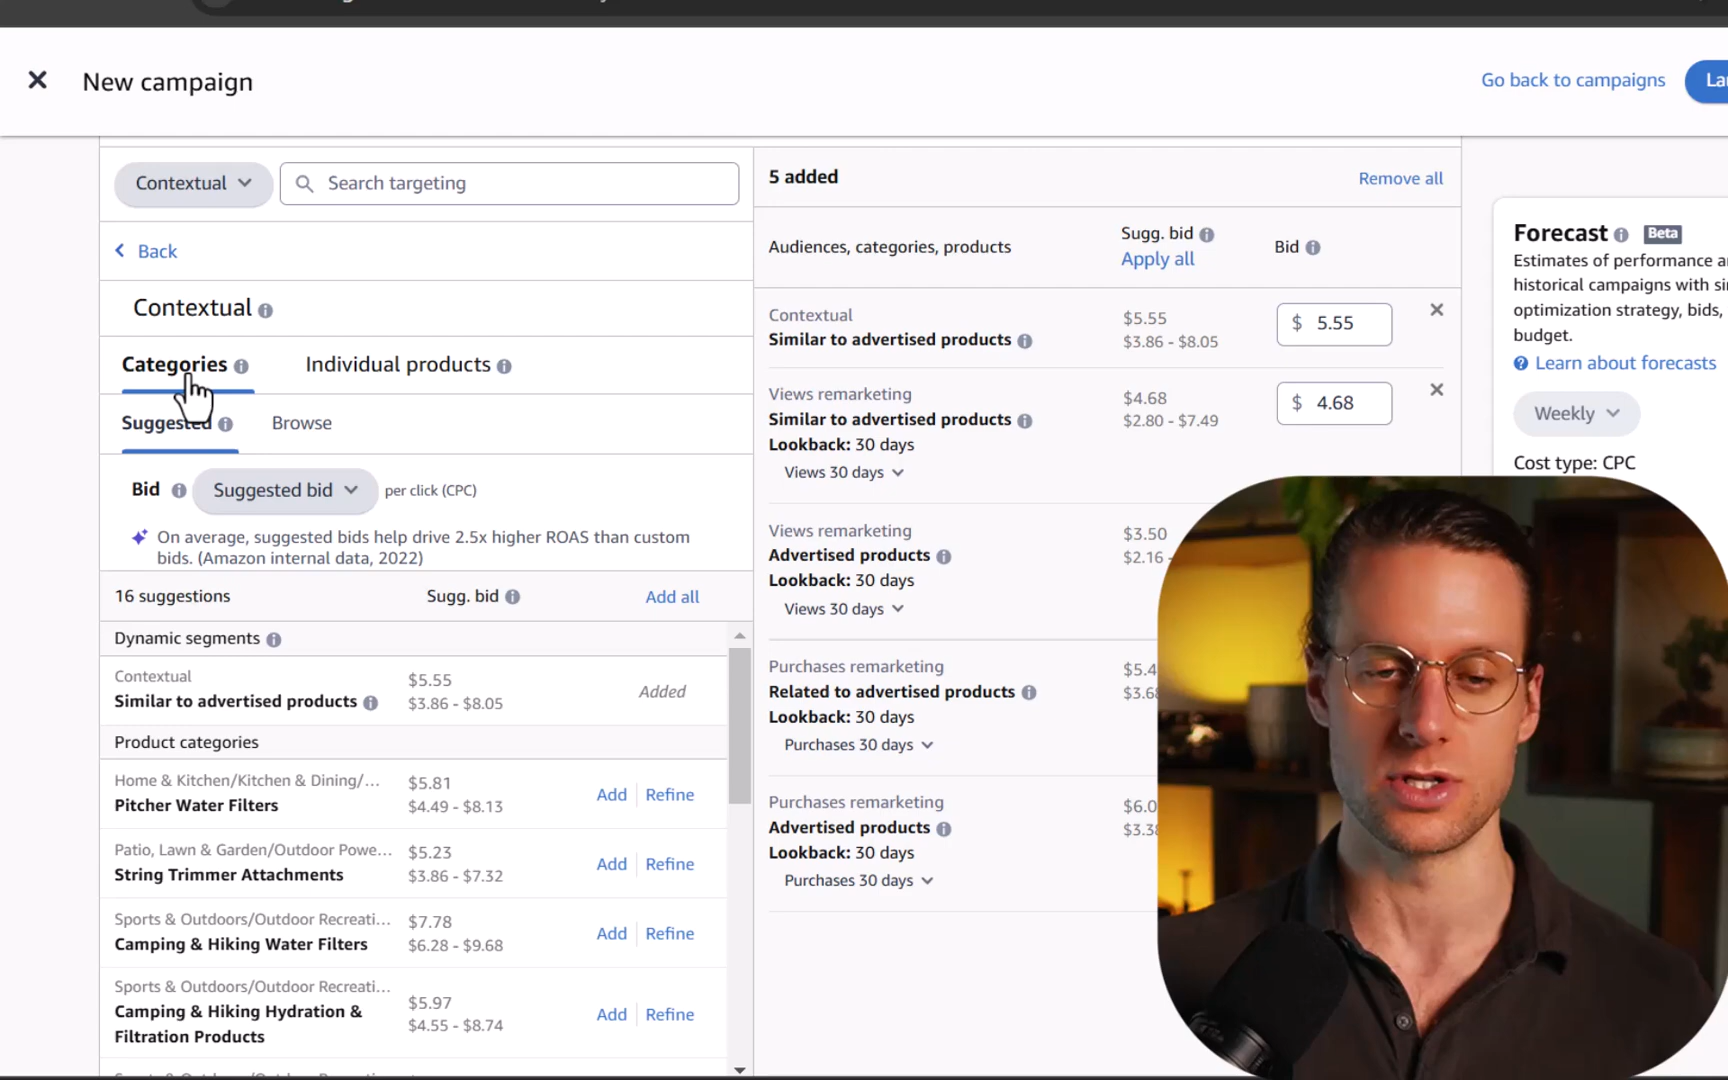 New campaign
Go back to campaigns
Contextual
Search targeting
5 added
Remove all
Back
Audiences, categories, products
Sugg. bid
Apply all
Bid
Forecast
Beta
Estimates of performance
historical campaigns with
optimization strategy, bids,
budget.
Learn about forecasts
Weekly
Cost type: CPC
Contextual
Categories
Individual products
Suggested
Browse
Bid
Suggested bid
per click (CPC)
On average, suggested bids help drive 2.5x higher ROAS than custom
bids. (Amazon internal data, 2022)
16 suggestions
Sugg. bid
Add all
Dynamic segments
Contextual
Similar to advertised products
$5.55
$3.86 - $8.05
Added
Product categories
Home & Kitchen/Kitchen & Dining/...
Pitcher Water Filters
$5.81
$4.49 - $8.13
Add
Refine
Patio, Lawn & Garden/Outdoor Powe...
String Trimmer Attachments
$5.23
$3.86 - $7.32
Add
Refine
Sports & Outdoors/Outdoor Recreati...
Camping & Hiking Water Filters
$7.78
$6.28 - $9.68
Add
Refine
Sports & Outdoors/Outdoor Recreati...
Camping & Hiking Hydration &
Filtration Products
$5.97
$4.55 - $8.74
Add
Refine
Contextual
Similar to advertised products
$5.55
$3.86 - $8.05
$ 5.55
Views remarketing
Similar to advertised products
Lookback: 30 days
Views 30 days
$4.68
$2.80 - $7.49
$ 4.68
Views remarketing
Advertised products
Lookback: 30 days
Views 30 days
$3.50
$2.16 -
Purchases remarketing
Related to advertised products
Lookback: 30 days
Purchases 30 days
Purchases remarketing
Advertised products
Lookback: 30 days
Purchases 30 days